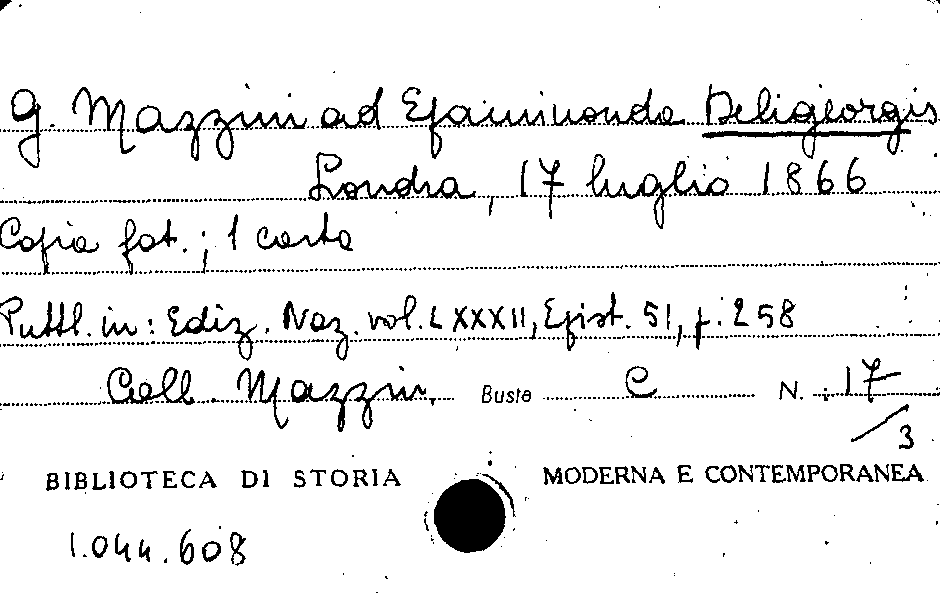 G. Mazzini ad Epaminonda Deligeorgis
Londra, 17 luglio 1866
Copia fot.; 1 carta
Pubbl. in: Ediz. Naz. vol. LXXXII, Epist. 51, p. 258
Coll. Mazzini, Busta C N. 17/3
BIBLIOTECA DI STORIA MODERNA E CONTEMPORANEA
1.044.608